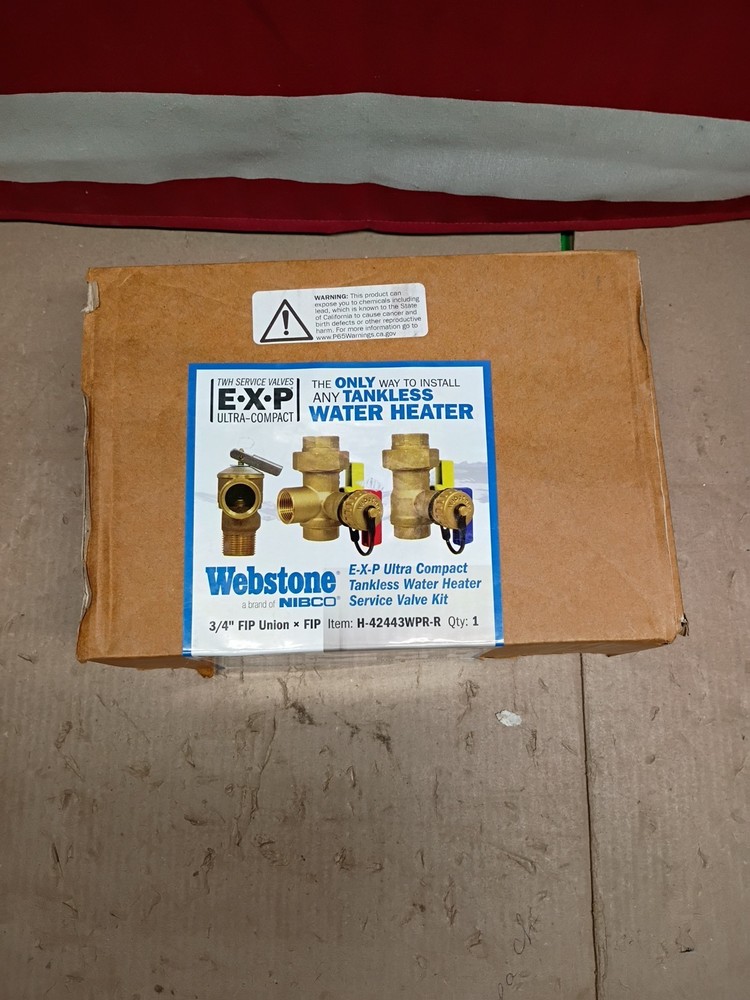 WARNING: This product can
expose you to chemicals including
lead, which is known to the State
of California to cause cancer and
birth defects or other reproductive
harm. For more information go to
www.P65Warnings.ca.gov
TWH SERVICE VALVES
E•X•P®
ULTRA-COMPACT
THE ONLY WAY TO INSTALL
ANY TANKLESS
WATER HEATER
Webstone®
a brand of NIBCO®
E-X-P Ultra Compact
Tankless Water Heater
Service Valve Kit
3/4" FIP Union × FIP Item: H-42443WPR-R Qty: 1